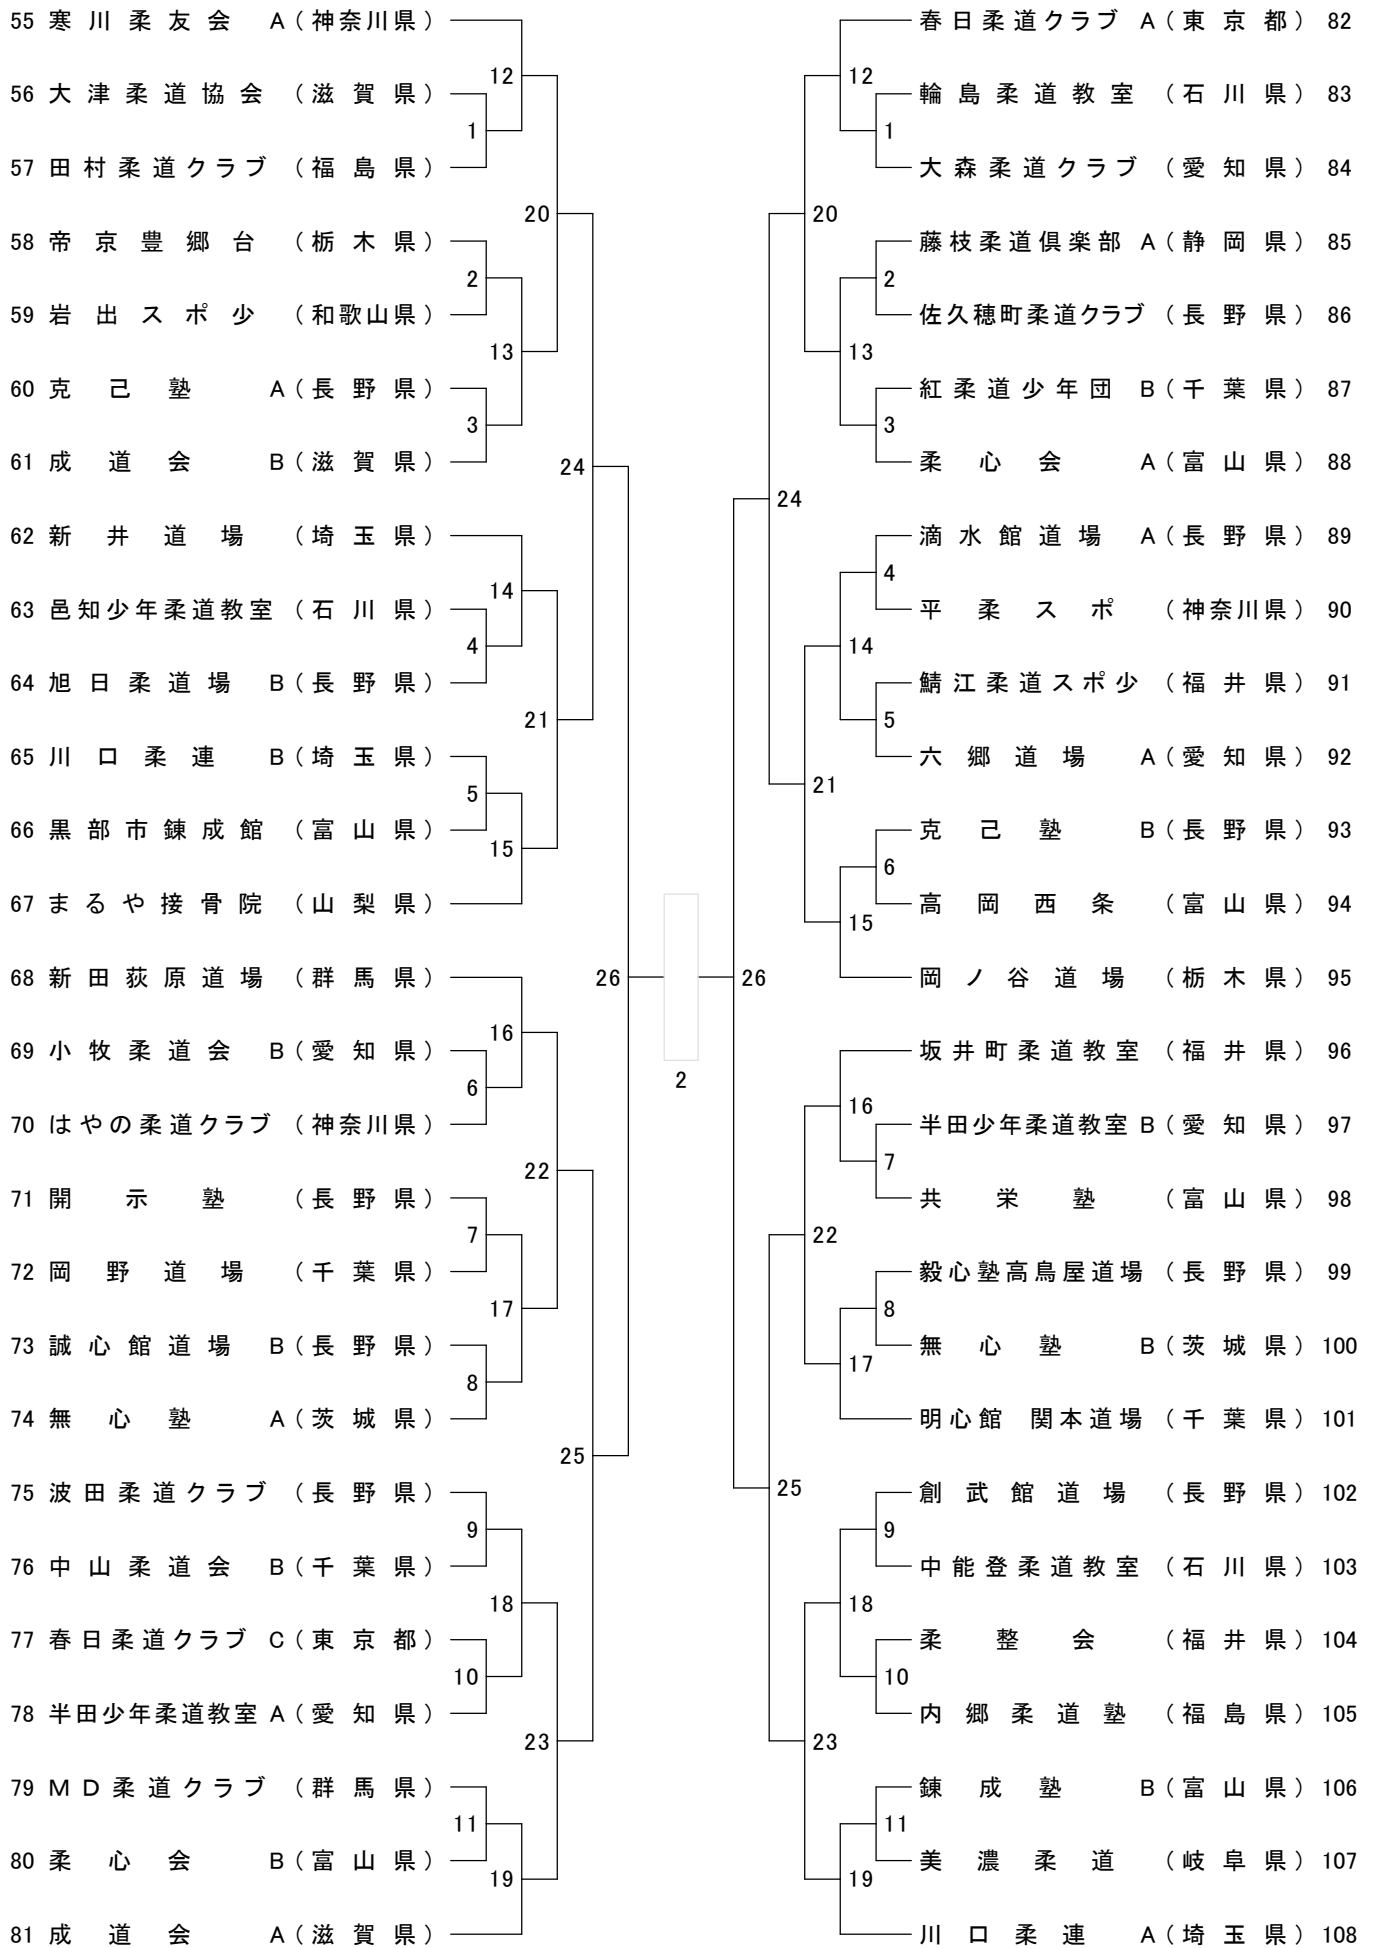 55 寒川柔友会 A（神奈川県）
12
56 大津柔道協会 （滋賀県）
1
57 田村柔道クラブ （福島県）
20
58 帝京豊郷台 （栃木県）
2
59 岩出スポ少 （和歌山県）
13
60 克己塾 A（長野県）
3
61 成道会 B（滋賀県）
24
62 新井道場 （埼玉県）
14
63 邑知少年柔道教室（石川県）
4
64 旭日柔道場 B（長野県）
21
65 川口柔連 B（埼玉県）
5
66 黒部市錬成館 （富山県）
15
67 まるや接骨院 （山梨県）
68 新田荻原道場 （群馬県）
26
16
69 小牧柔道会 B（愛知県）
6
70 はやの柔道クラブ （神奈川県）
22
71 開示塾 （長野県）
7
72 岡野道場 （千葉県）
17
73 誠心館道場 B（長野県）
8
74 無心塾 A（茨城県）
25
75 波田柔道クラブ （長野県）
9
76 中山柔道会 B（千葉県）
18
77 春日柔道クラブ C（東京都）
10
78 半田少年柔道教室 A（愛知県）
23
79 ＭＤ柔道クラブ （群馬県）
11
80 柔心会 B（富山県）
19
81 成道会 A（滋賀県）
2
春日柔道クラブ A（東京都） 82
12
輪島柔道教室 （石川県） 83
1
大森柔道クラブ （愛知県） 84
20
藤枝柔道倶楽部 A（静岡県） 85
2
佐久穂町柔道クラブ （長野県） 86
13
紅柔道少年団 B（千葉県） 87
3
柔心会 A（富山県） 88
24
滴水館道場 A（長野県） 89
4
平柔スポ （神奈川県） 90
14
鯖江柔道スポ少 （福井県） 91
5
六郷道場 A（愛知県） 92
21
克己塾 B（長野県） 93
6
高岡西条 （富山県） 94
15
岡ノ谷道場 （栃木県） 95
26
坂井町柔道教室 （福井県） 96
16
半田少年柔道教室 B（愛知県） 97
7
共栄塾 （富山県） 98
22
毅心塾高鳥屋道場 （長野県） 99
8
無心塾 B（茨城県） 100
17
明心館 関本道場 （千葉県） 101
25
創武館道場 （長野県） 102
9
中能登柔道教室 （石川県） 103
18
柔整会 （福井県） 104
10
内郷柔道塾 （福島県） 105
23
錬成塾 B（富山県） 106
11
美濃柔道 （岐阜県） 107
19
川口柔連 A（埼玉県） 108